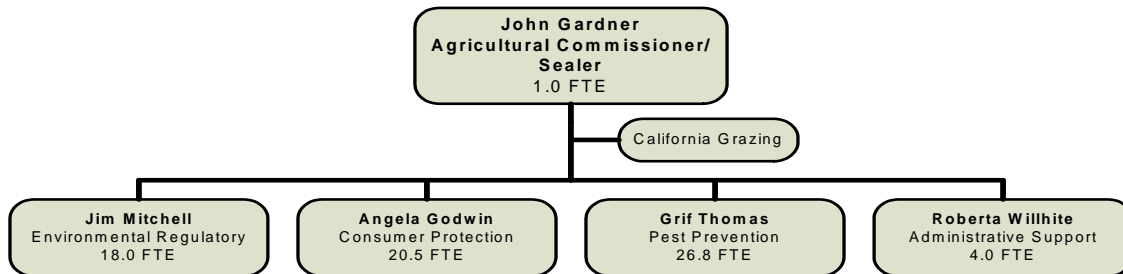 John Gardner
Agricultural Commissioner/
Sealer
1.0 FTE
California Grazing
Jim Mitchell
Environmental Regulatory
18.0 FTE
Angela Godwin
Consumer Protection
20.5 FTE
Grif Thomas
Pest Prevention
26.8 FTE
Roberta Willhite
Administrative Support
4.0 FTE